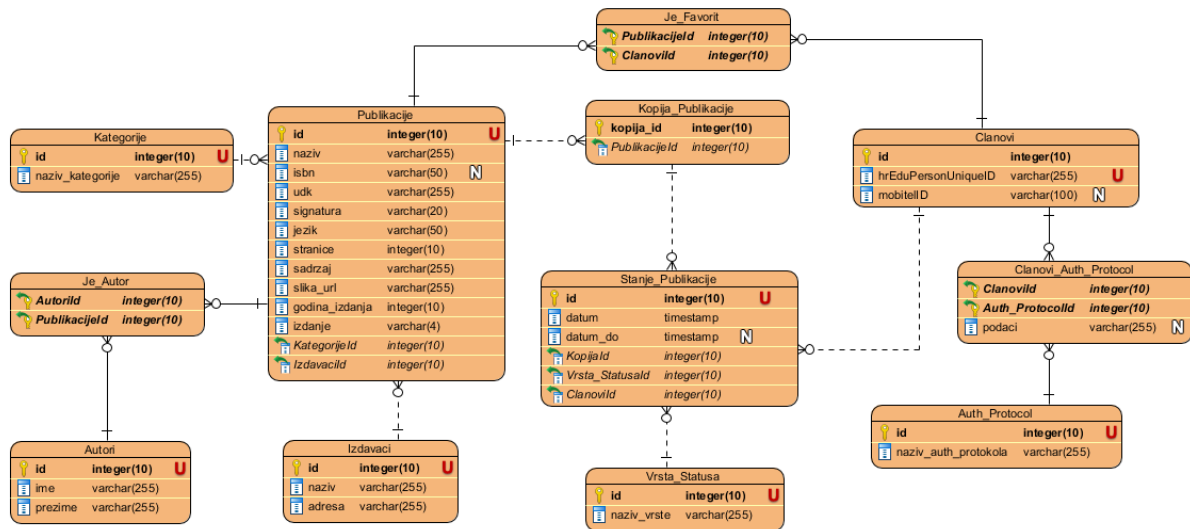 Je_Favorit
PublikacijeId integer(10)
ClanoviId integer(10)
Publikacije
id integer(10) U
naziv varchar(255)
isbn varchar(50) N
udk varchar(255)
signatura varchar(20)
jezik varchar(50)
stranice integer(10)
sadrzaj varchar(255)
slika_url varchar(255)
godina_izdanja integer(10)
izdanje varchar(4)
KategorijeId integer(10)
IzdavaciId integer(10)
Kopija_Publikacije
kopija_id integer(10)
PublikacijeId integer(10)
Kategorije
id integer(10) U
naziv_kategorije varchar(255)
Clanovi
id integer(10)
hrEduPersonUniqueID varchar(255) U
mobitelID varchar(100) N
Je_Autor
AutoriId integer(10)
PublikacijeId integer(10)
Stanje_Publikacije
id integer(10) U
datum timestamp
datum_do timestamp N
KopijaId integer(10)
Vrsta_StatusaId integer(10)
ClanoviId integer(10)
Clanovi_Auth_Protocol
ClanoviId integer(10)
Auth_ProtocolId integer(10)
podaci varchar(255) N
Autori
id integer(10) U
ime varchar(255)
prezime varchar(255)
Izdavaci
id integer(10) U
naziv varchar(255)
adresa varchar(255)
Vrsta_Statusa
id integer(10) U
naziv_vrste varchar(255)
Auth_Protocol
id integer(10) U
naziv_auth_protokola varchar(255)